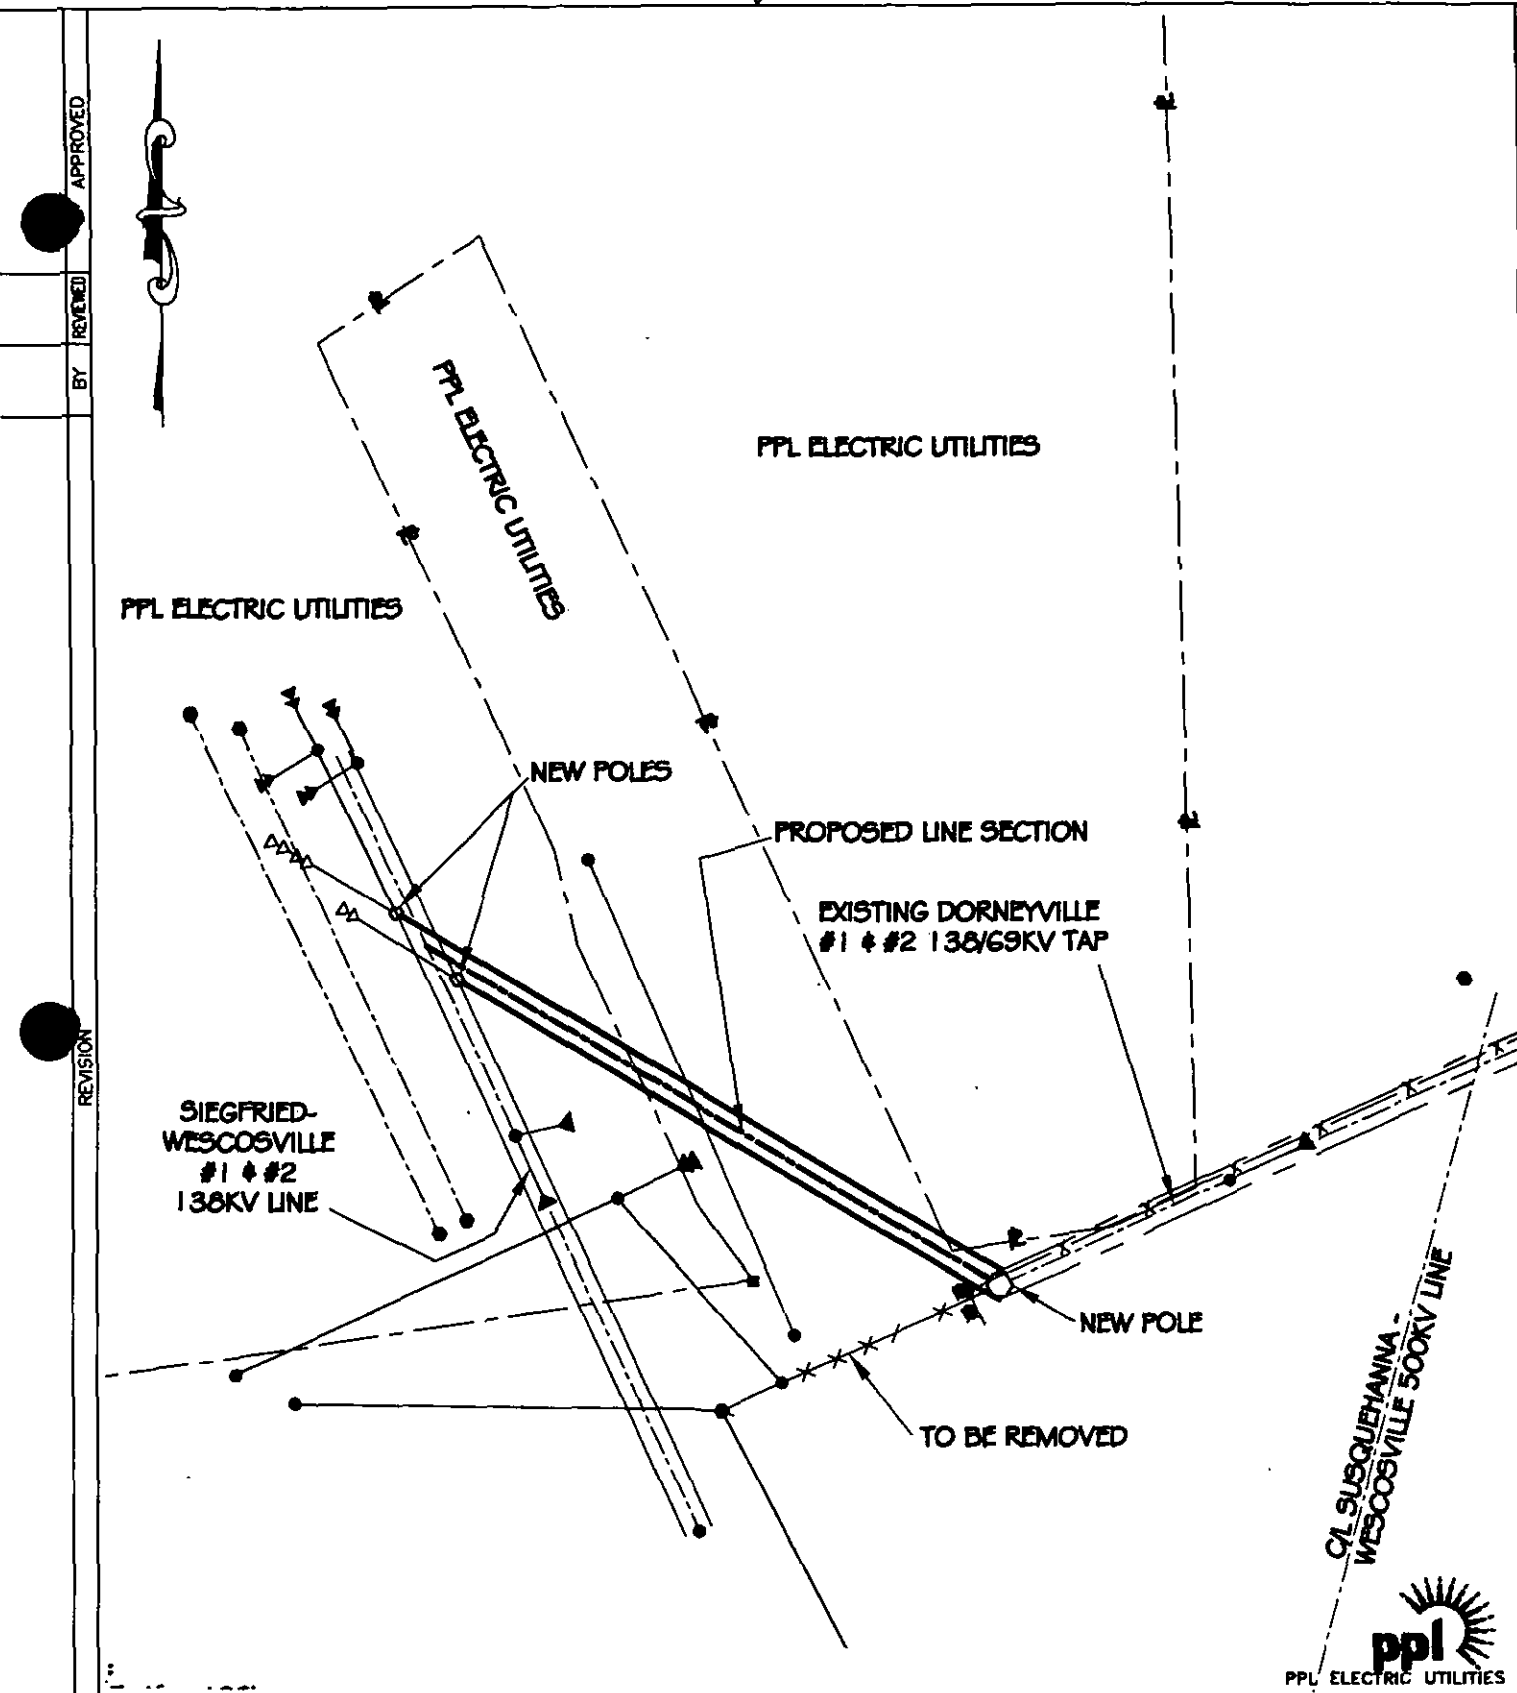 APPROVED
REVIEWED
BY
REVISION
PPL ELECTRIC UTILITIES
PPL ELECTRIC UTILITIES
PPL ELECTRIC UTILITIES
NEW POLES
PROPOSED LINE SECTION
EXISTING DORNEYVILLE
#1 & #2 138/69KV TAP
SIEGFRIED-
WESCOSVILLE
#1 & #2
138KV LINE
NEW POLE
TO BE REMOVED
C/L SUSQUEHANNA -
WESCOSVILLE 500KV LINE
ppl
PPL ELECTRIC UTILITIES